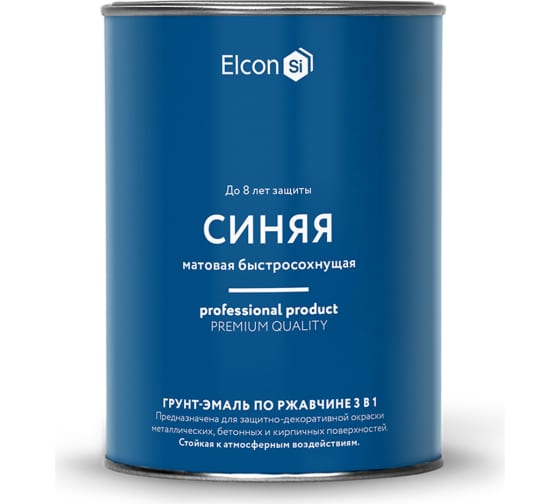 Elcon Si
До 8 лет защиты
СИНЯЯ
матовая быстросохнущая
professional product
PREMIUM QUALITY
ГРУНТ-ЭМАЛЬ ПО РЖАВЧИНЕ 3 В 1
Предназначена для защитно-декоративной окраски
металлических, бетонных и кирпичных поверхностей.
Стойкая к атмосферным воздействиям.